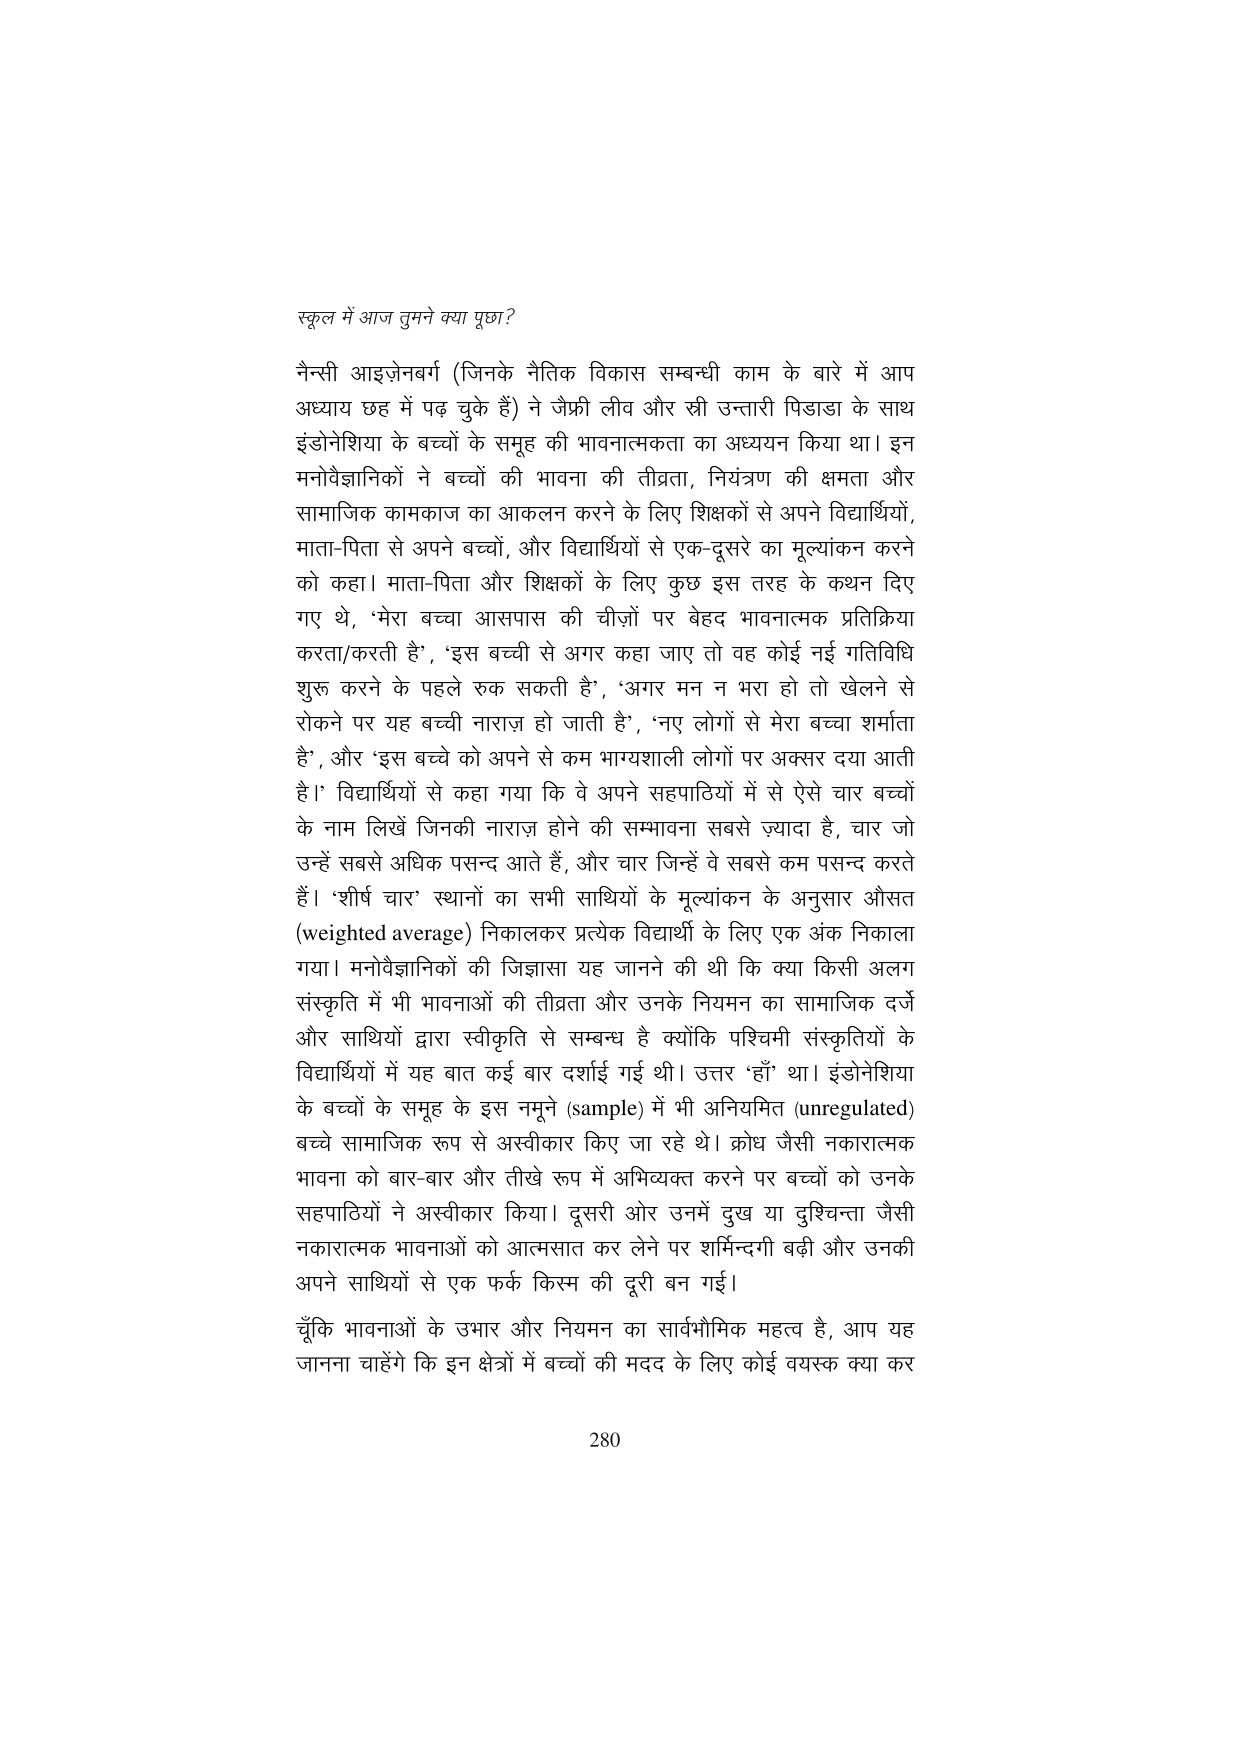 स्कूल में आज तुमने क्या पूछा?
नैन्सी आइज़ेनबर्ग (जिनके नैतिक विकास सम्बन्धी काम के बारे में आप
अध्याय छह में पढ़ चुके हैं) ने जैफ्री लीव और स्री उन्तारी पिडाडा के साथ
इंडोनेशिया के बच्चों के समूह की भावनात्मकता का अध्ययन किया था। इन
मनोवैज्ञानिकों ने बच्चों की भावना की तीव्रता, नियंत्रण की क्षमता और
सामाजिक कामकाज का आकलन करने के लिए शिक्षकों से अपने विद्यार्थियों,
माता-पिता से अपने बच्चों, और विद्यार्थियों से एक-दूसरे का मूल्यांकन करने
को कहा। माता-पिता और शिक्षकों के लिए कुछ इस तरह के कथन दिए
गए थे, ‘मेरा बच्चा आसपास की चीज़ों पर बेहद भावनात्मक प्रतिक्रिया
करता/करती है’, ‘इस बच्ची से अगर कहा जाए तो वह कोई नई गतिविधि
शुरू करने के पहले रुक सकती है’, ‘अगर मन न भरा हो तो खेलने से
रोकने पर यह बच्ची नाराज़ हो जाती है’, ‘नए लोगों से मेरा बच्चा शर्माता
है’, और ‘इस बच्चे को अपने से कम भाग्यशाली लोगों पर अक्सर दया आती
है।’ विद्यार्थियों से कहा गया कि वे अपने सहपाठियों में से ऐसे चार बच्चों
के नाम लिखें जिनकी नाराज़ होने की सम्भावना सबसे ज़्यादा है, चार जो
उन्हें सबसे अधिक पसन्द आते हैं, और चार जिन्हें वे सबसे कम पसन्द करते
हैं। ‘शीर्ष चार’ स्थानों का सभी साथियों के मूल्यांकन के अनुसार औसत
(weighted average) निकालकर प्रत्येक विद्यार्थी के लिए एक अंक निकाला
गया। मनोवैज्ञानिकों की जिज्ञासा यह जानने की थी कि क्या किसी अलग
संस्कृति में भी भावनाओं की तीव्रता और उनके नियमन का सामाजिक दर्जे
और साथियों द्वारा स्वीकृति से सम्बन्ध है क्योंकि पश्चिमी संस्कृतियों के
विद्यार्थियों में यह बात कई बार दर्शाई गई थी। उत्तर ‘हाँ’ था। इंडोनेशिया
के बच्चों के समूह के इस नमूने (sample) में भी अनियमित (unregulated)
बच्चे सामाजिक रूप से अस्वीकार किए जा रहे थे। क्रोध जैसी नकारात्मक
भावना को बार-बार और तीखे रूप में अभिव्यक्त करने पर बच्चों को उनके
सहपाठियों ने अस्वीकार किया। दूसरी ओर उनमें दुख या दुश्चिन्ता जैसी
नकारात्मक भावनाओं को आत्मसात कर लेने पर शर्मिन्दगी बढ़ी और उनकी
अपने साथियों से एक फर्क किस्म की दूरी बन गई।
चूँकि भावनाओं के उभार और नियमन का सार्वभौमिक महत्व है, आप यह
जानना चाहेंगे कि इन क्षेत्रों में बच्चों की मदद के लिए कोई वयस्क क्या कर
280